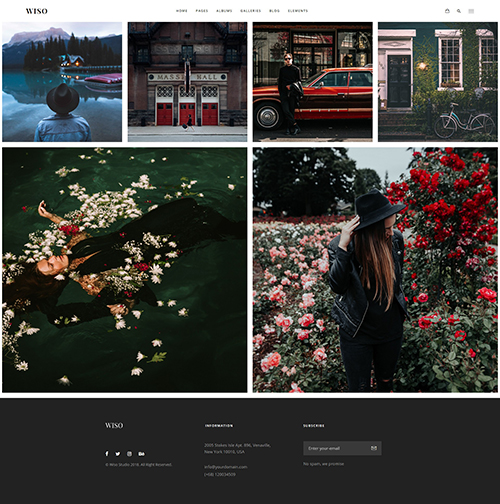 WISO
HOME PAGES ALBUMS GALLERIES BLOG ELEMENTS
MASSEY HALL
WISO
© Wiso Studio 2018. All Right Reserved.
INFORMATION
2005 Stokes Isle Apt. 896, Venaville,
New York 10018, USA
info@yourdomain.com
(+68) 120034509
SUBSCRIBE
Enter your email
No spam, we promise